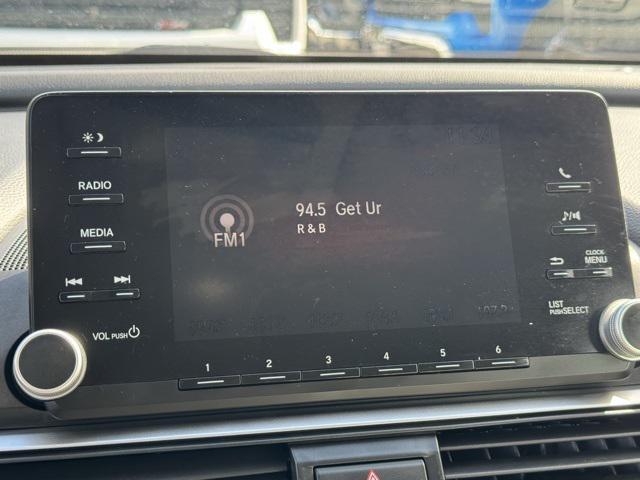 RADIO
MEDIA
VOL PUSH
94.5 Get Ur
R & B
FM1
CLOCK
MENU
LIST
PUSH SELECT
1 2 3 4 5 6